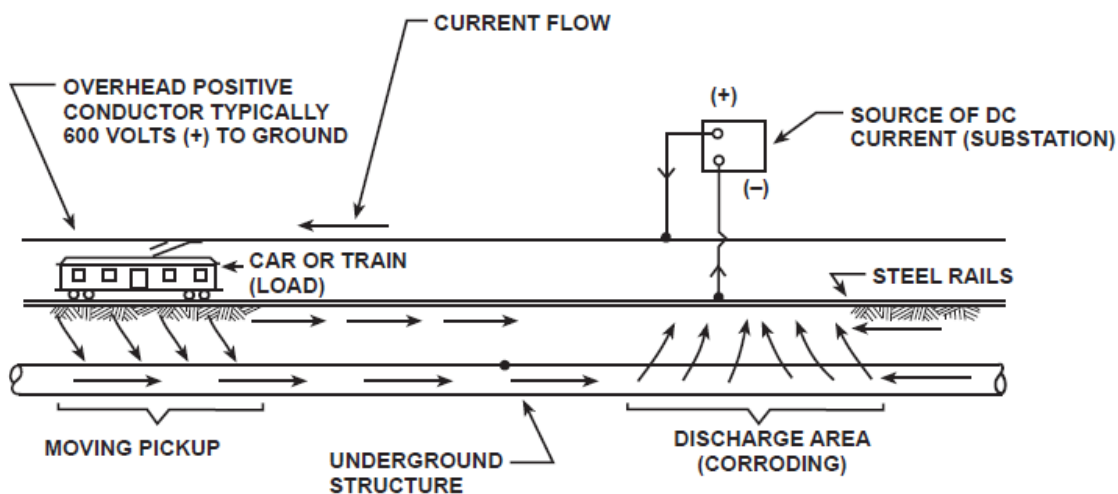 CURRENT FLOW
OVERHEAD POSITIVE
CONDUCTOR TYPICALLY
600 VOLTS (+) TO GROUND
(+)
SOURCE OF DC
CURRENT (SUBSTATION)
(–)
CAR OR TRAIN
(LOAD)
STEEL RAILS
MOVING PICKUP
UNDERGROUND
STRUCTURE
DISCHARGE AREA
(CORRODING)